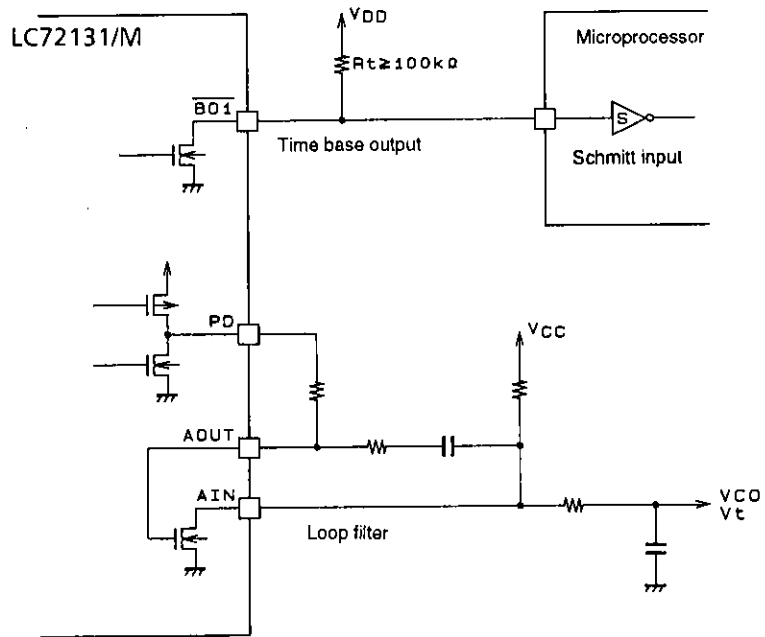 LC72131/M
VDD
Rt≥100kΩ
Microprocessor
BO1
Time base output
S
Schmitt input
PD
VCC
AOUT
AIN
Loop filter
VCO
Vt